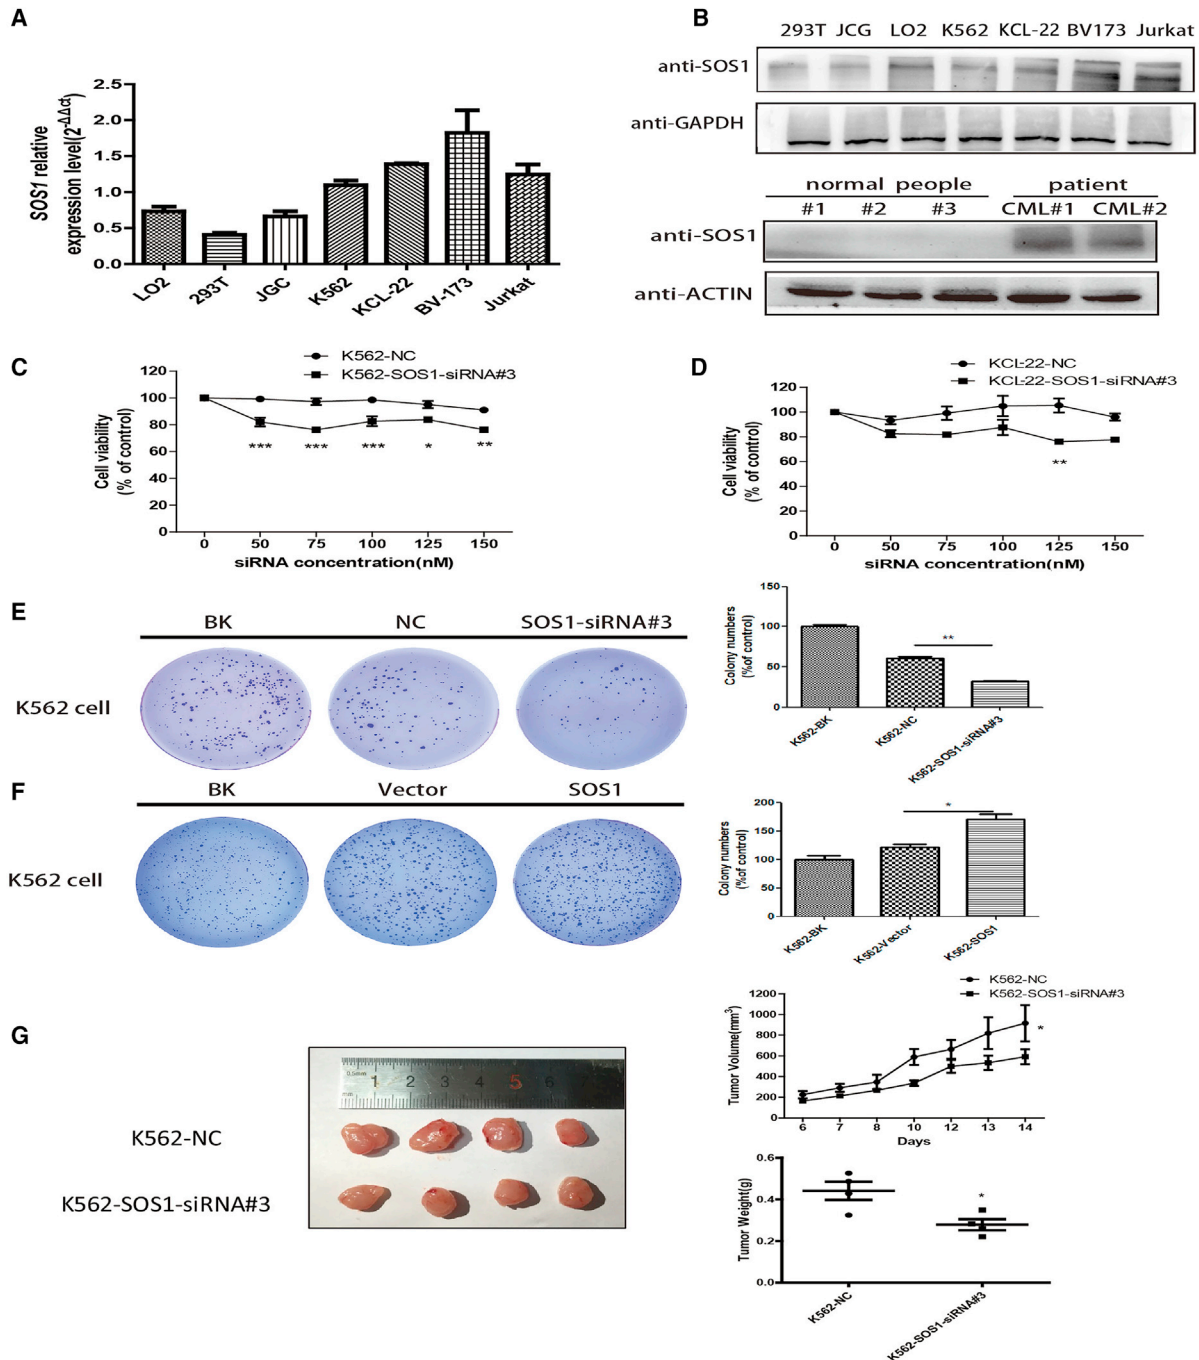 A
SOS1 relative
expression level(2^-ΔΔct)
2.5
2.0
1.5
1.0
0.5
0.0
LO2
293T
JGC
K562
KCL-22
BV-173
Jurkat
B
293T JCG LO2 K562 KCL-22 BV173 Jurkat
anti-SOS1
anti-GAPDH
normal people patient
#1 #2 #3 CML#1 CML#2
anti-SOS1
anti-ACTIN
C
K562-NC
K562-SOS1-siRNA#3
Cell viability
(% of control)
120
100
80
60
40
20
0
*** *** *** * **
0 50 75 100 125 150
siRNA concentration(nM)
D
KCL-22-NC
KCL-22-SOS1-siRNA#3
Cell viability
(% of control)
120
100
80
60
40
20
0
**
0 50 75 100 125 150
siRNA concentration(nM)
E
BK NC SOS1-siRNA#3
K562 cell
Colony numbers
(%of control)
150
100
50
0
**
K562-BK
K562-NC
K562-SOS1-siRNA#3
F
BK Vector SOS1
K562 cell
Colony numbers
(%of control)
200
150
100
50
0
*
K562-BK
K562-Vector
K562-SOS1
G
0.5mm
mm
1 2 3 4 5 6 7
K562-NC
K562-SOS1-siRNA#3
K562-NC
K562-SOS1-siRNA#3
Tumor Volume(mm³)
1200
1000
800
600
400
200
0
*
6 7 8 10 12 13 14
Days
Tumor Weight(g)
0.6
0.4
0.2
0.0
*
K562-NC
K562-SOS1-siRNA#3